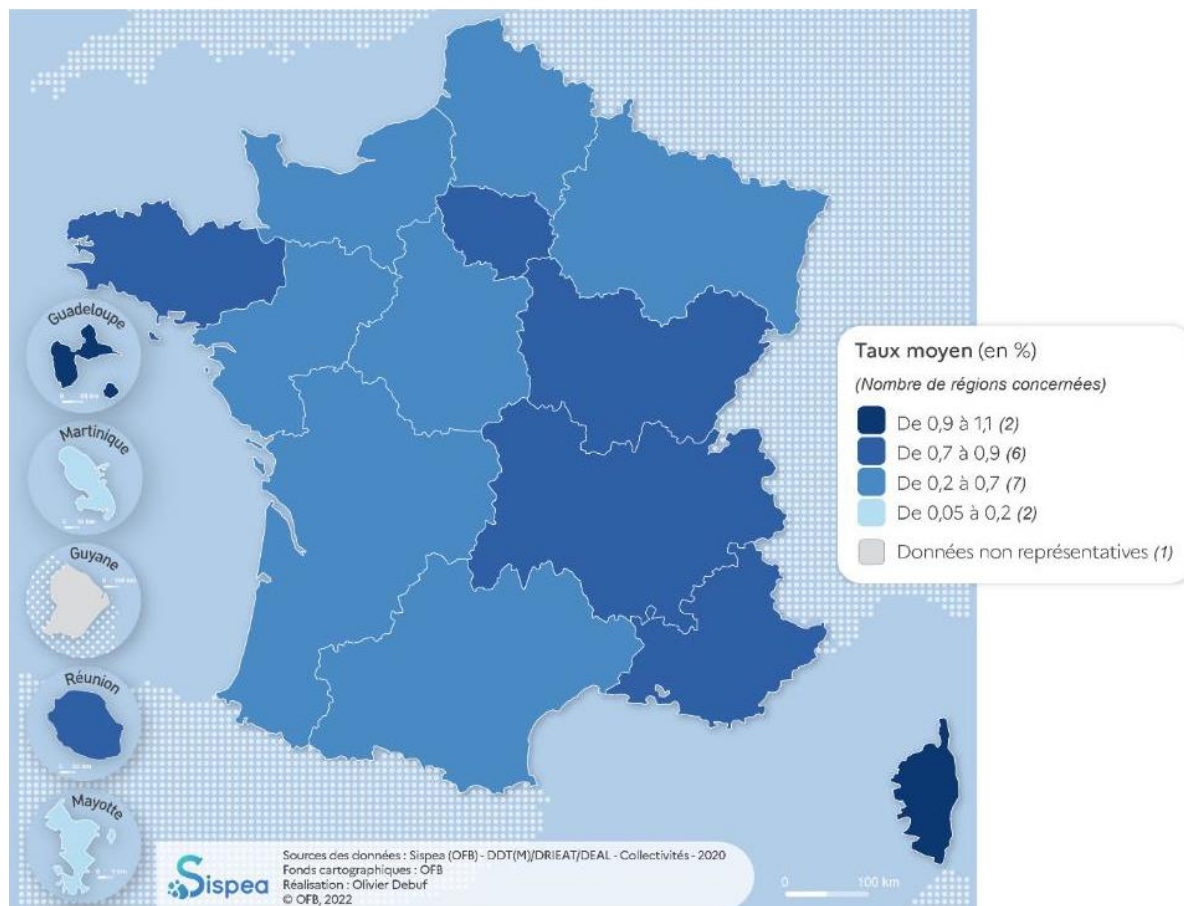 Guadeloupe
Martinique
Guyane
Réunion
Mayotte
Taux moyen (en %)
(Nombre de régions concernées)
De 0,9 à 1,1 (2)
De 0,7 à 0,9 (6)
De 0,2 à 0,7 (7)
De 0,05 à 0,2 (2)
Données non représentatives (1)
Sispea
Sources des données : Sispea (OFB) - DDT(M)/DRIEAT/DEAL - Collectivités - 2020
Fonds cartographiques : OFB
Réalisation : Olivier Debuf
© OFB, 2022
0 100 km